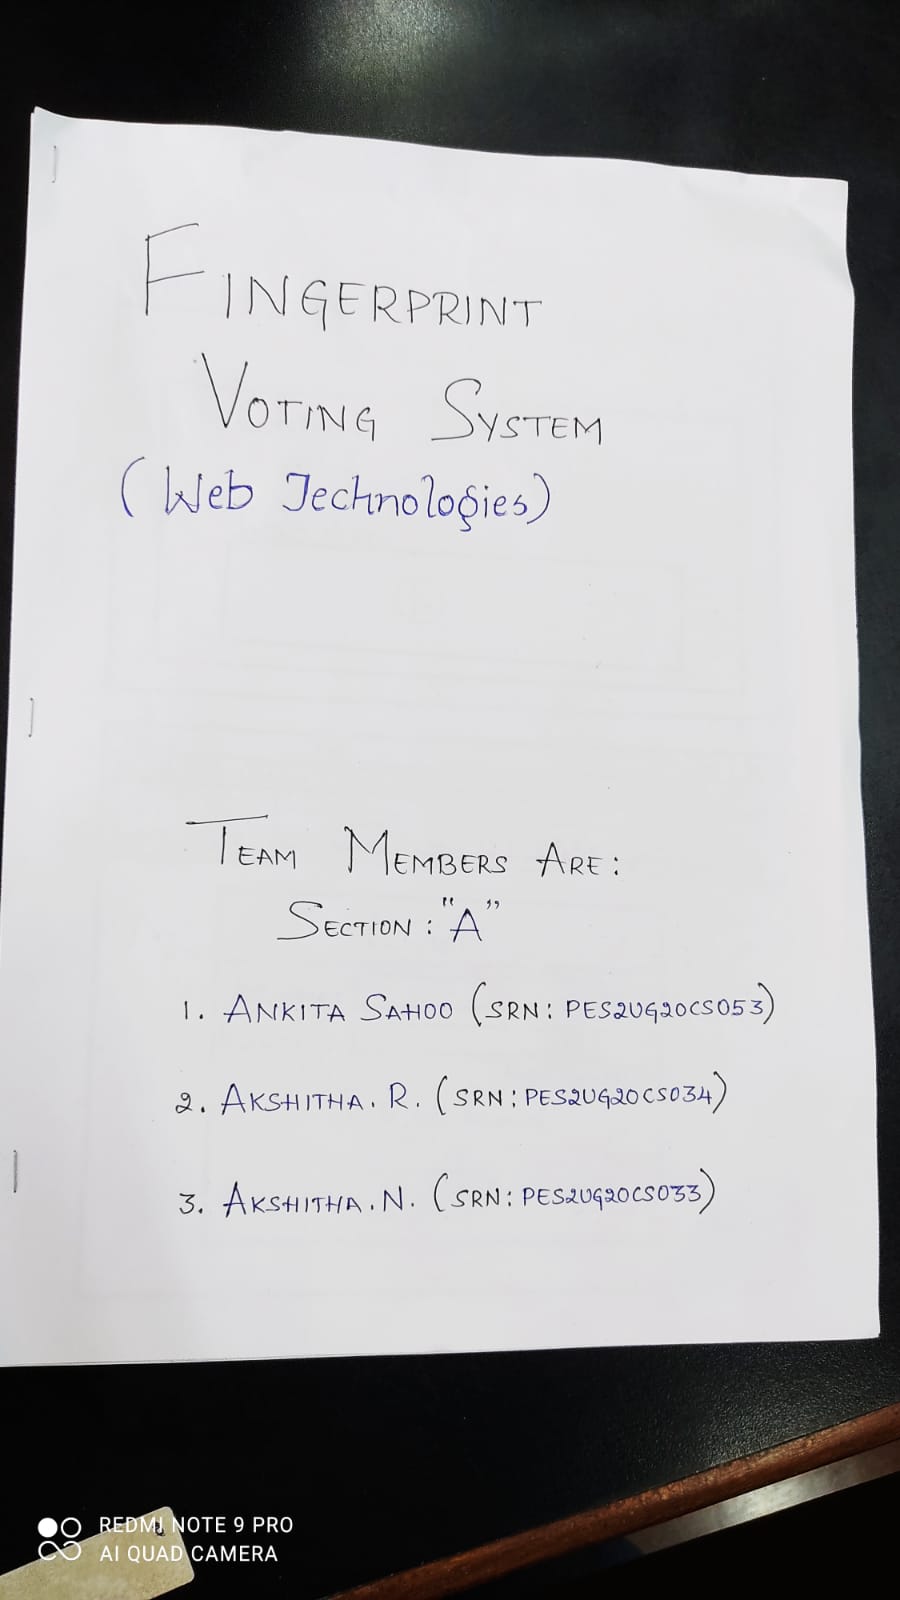 FINGERPRINT
VOTING SYSTEM
(Web Technologies)
TEAM MEMBERS ARE:
SECTION: "A"
1. ANKITA SAHOO (SRN: PES2UG20CS053)
2. AKSHITHA. R. (SRN: PES2UG20CS034)
3. AKSHITHA. N. (SRN: PES2UG20CS033)
REDMI NOTE 9 PRO
AI QUAD CAMERA